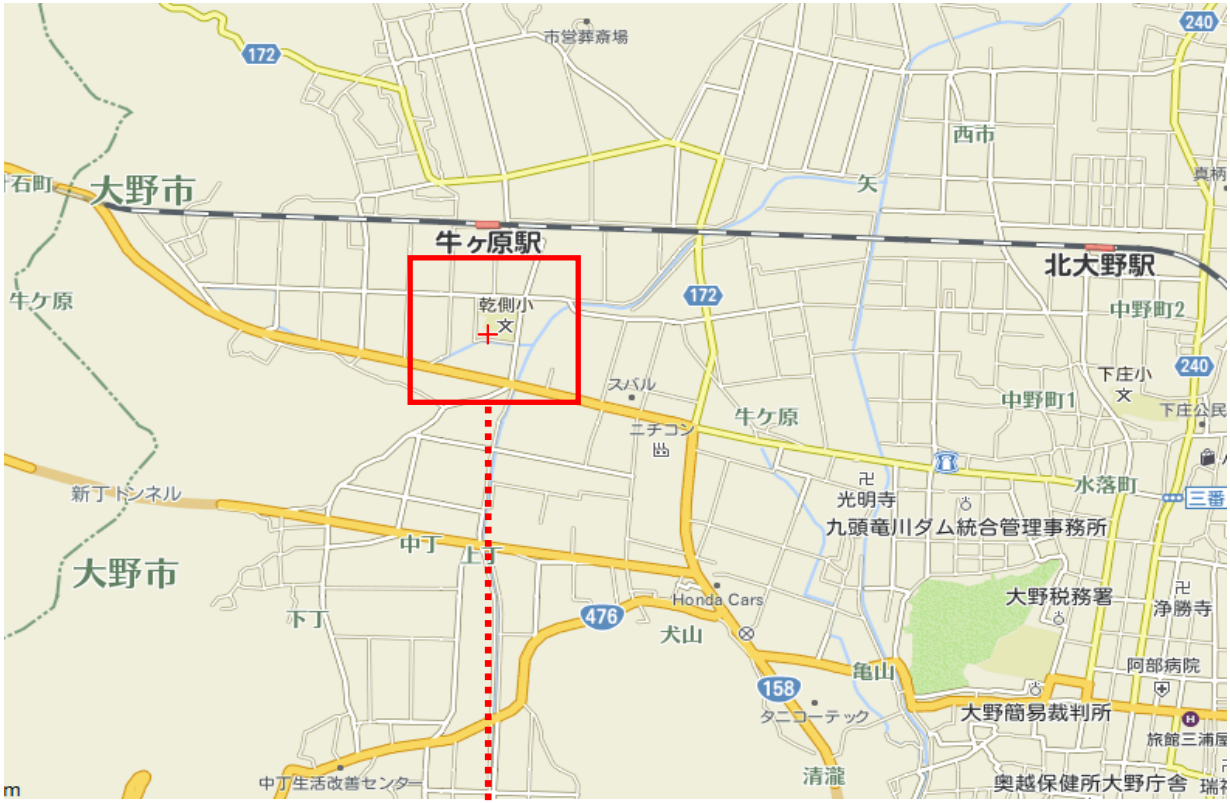 240
市営葬斎場
172
西市
矢
真柄
石町
大野市
牛ヶ原駅
北大野駅
牛ケ原
乾側小
172
中野町2
240
スバル
下庄小
中野町1
牛ケ原
下庄公民
ニチコン
新丁トンネル
光明寺
水落町
三番
九頭竜川ダム統合管理事務所
中丁
上丁
大野市
Honda Cars
大野税務署
浄勝寺
下丁
476
犬山
阿部病院
亀山
158
タニコーテック
大野簡易裁判所
H
旅館三浦屋
清瀧
中丁生活改善センター
奥越保健所大野庁舎
瑞
m